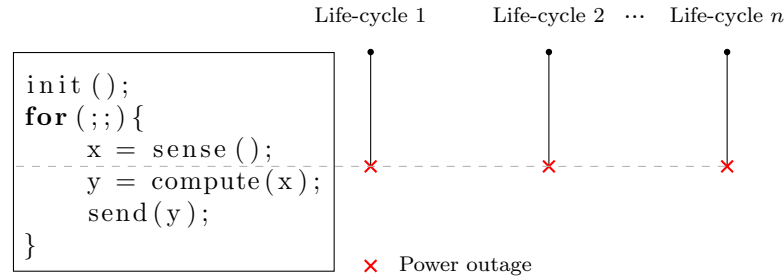 Life-cycle 1 Life-cycle 2 ... Life-cycle n
init();
for(;;){
x = sense();
y = compute(x);
send(y);
}
Power outage